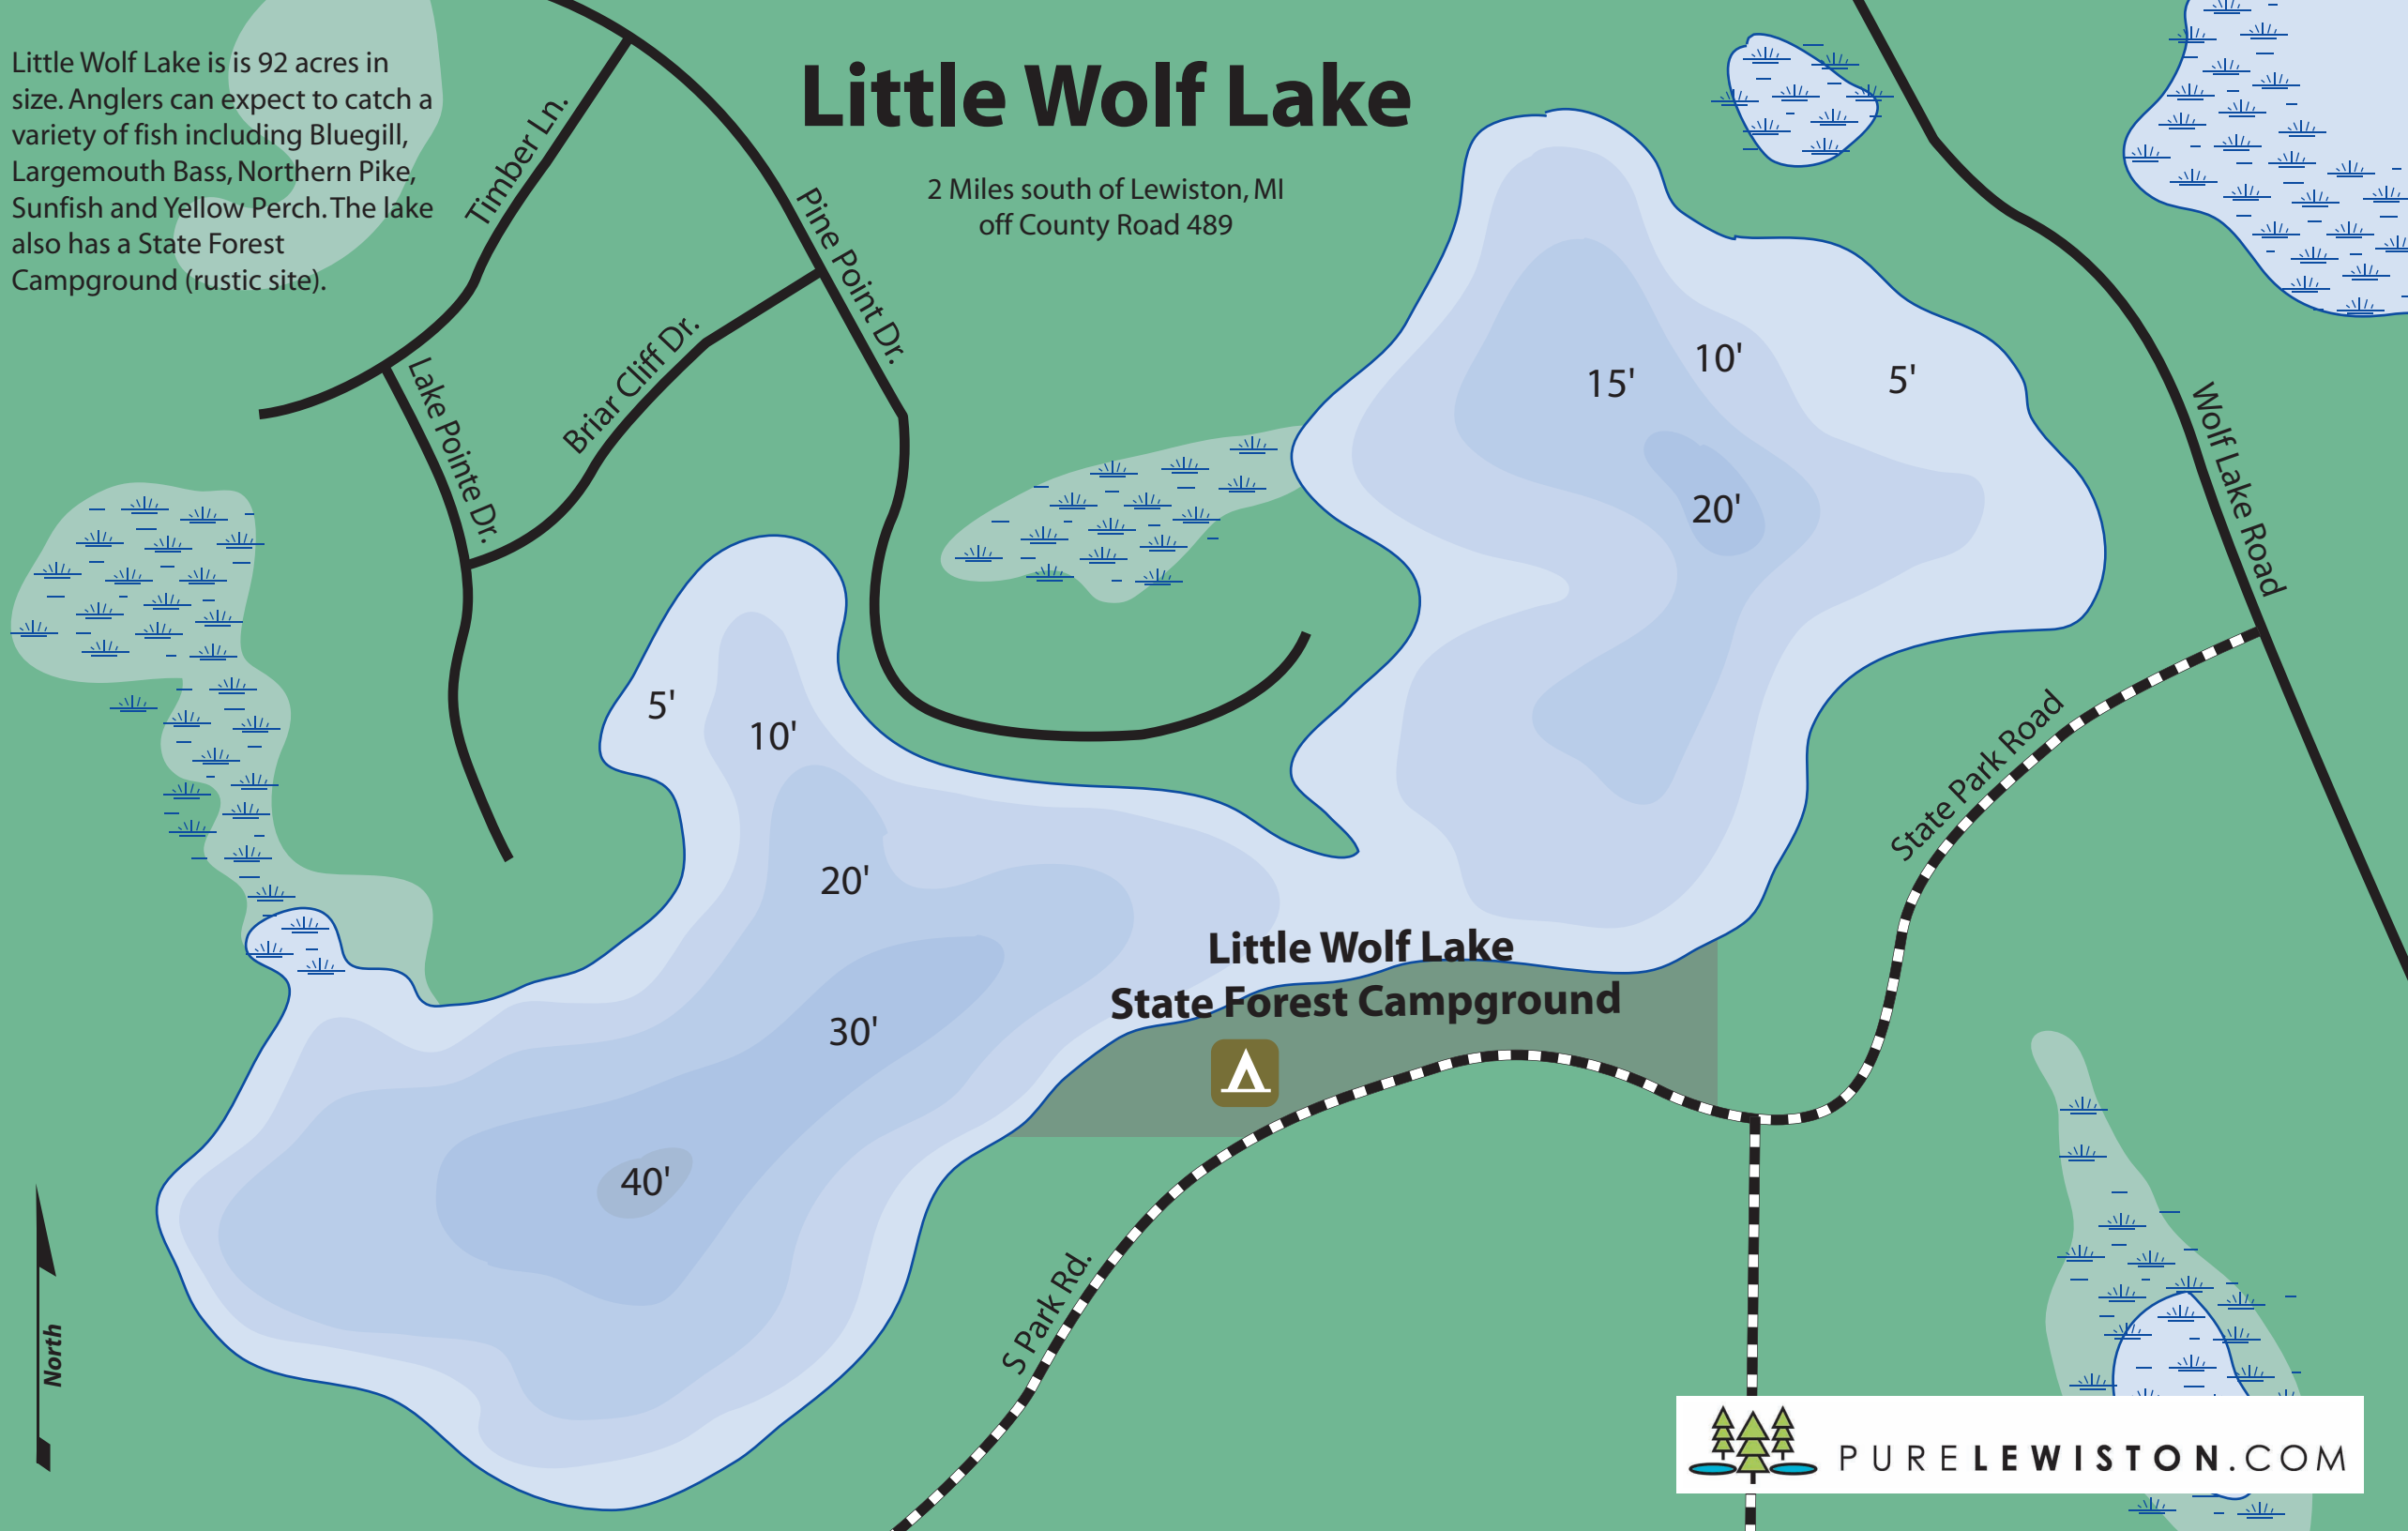 Little Wolf Lake is is 92 acres in
size. Anglers can expect to catch a
variety of fish including Bluegill,
Largemouth Bass, Northern Pike,
Sunfish and Yellow Perch. The lake
also has a State Forest
Campground (rustic site).
Little Wolf Lake
2 Miles south of Lewiston, MI
off County Road 489
Timber Ln.
Pine Point Dr.
Briar Cliff Dr.
Lake Pointe Dr.
15'
10'
5'
20'
Wolf Lake Road
5'
10'
20'
30'
40'
State Park Road
Little Wolf Lake
State Forest Campground
S Park Rd.
North
PURELEWISTON.COM